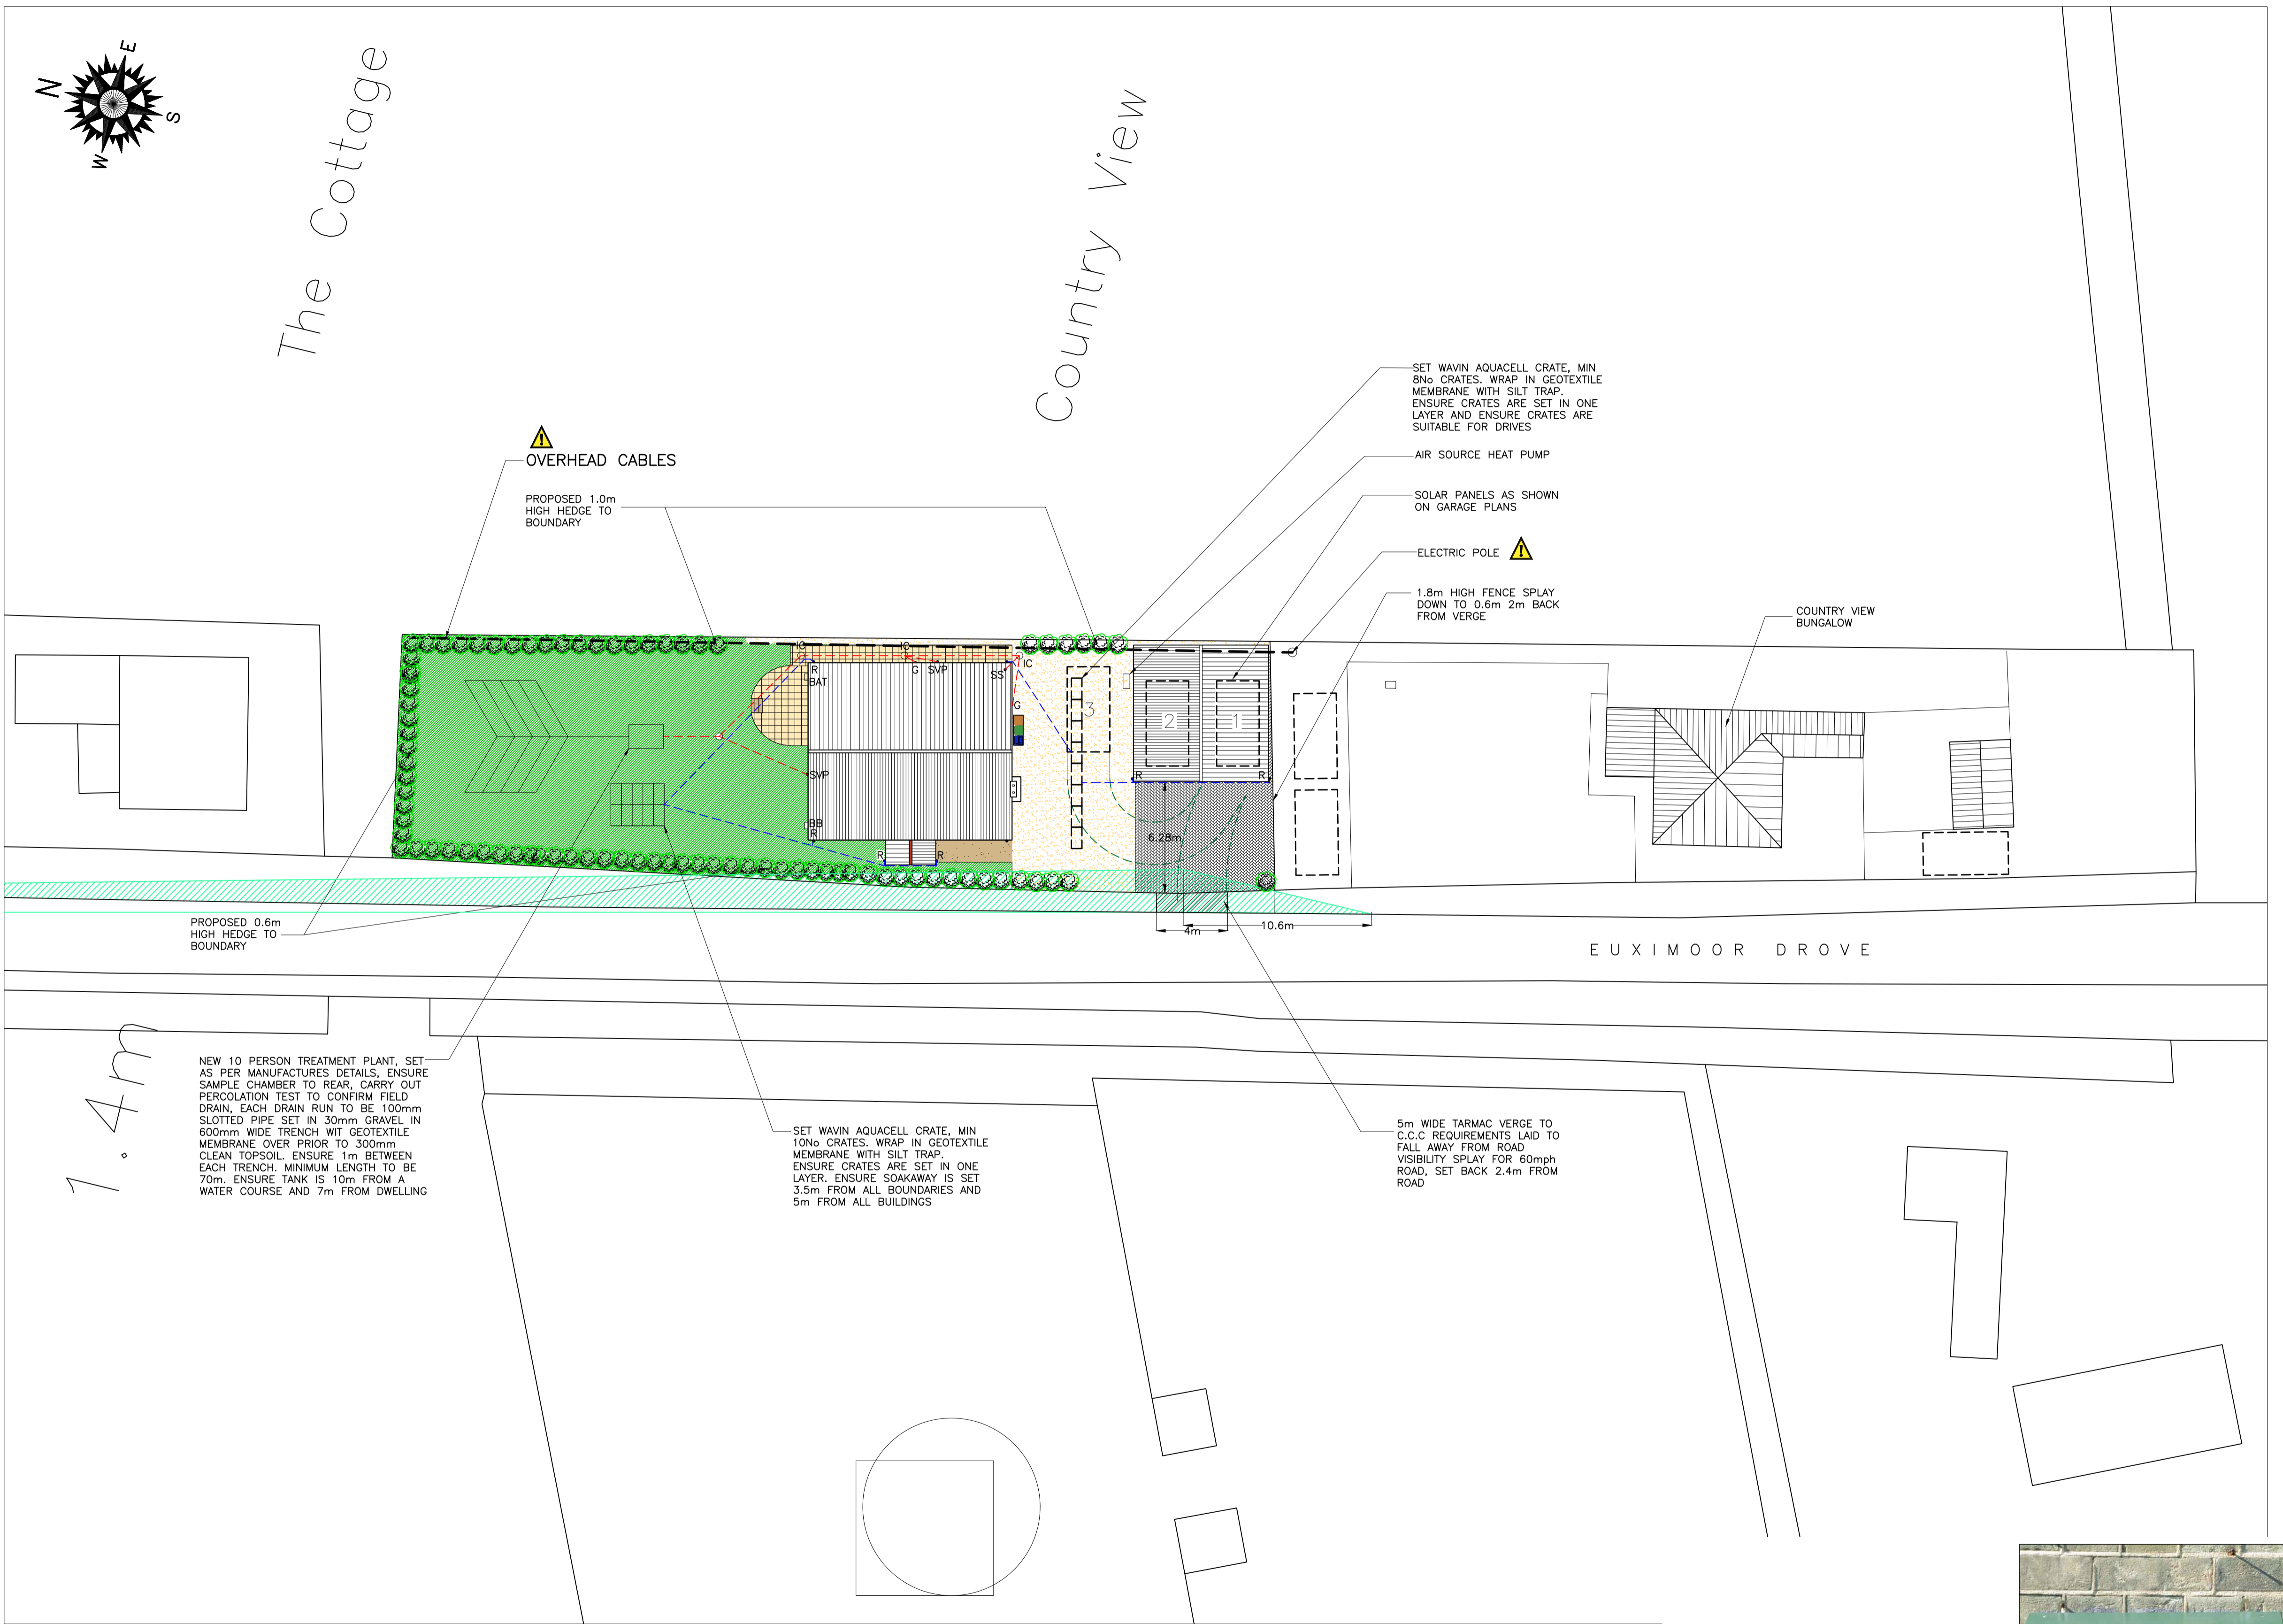 N
E
S
W
The Cottage
Country View
SET WAVIN AQUACELL CRATE, MIN
8No CRATES. WRAP IN GEOTEXTILE
MEMBRANE WITH SILT TRAP.
ENSURE CRATES ARE SET IN ONE
LAYER AND ENSURE CRATES ARE
SUITABLE FOR DRIVES
OVERHEAD CABLES
AIR SOURCE HEAT PUMP
PROPOSED 1.0m
HIGH HEDGE TO
BOUNDARY
SOLAR PANELS AS SHOWN
ON GARAGE PLANS
ELECTRIC POLE
1.8m HIGH FENCE SPLAY
DOWN TO 0.6m 2m BACK
FROM VERGE
COUNTRY VIEW
BUNGALOW
IC
IC
IC
R
BAT
G
SVP
SS
G
3
2
1
SVP
R
R
BB
R
R
R
6.28m
4m
10.6m
PROPOSED 0.6m
HIGH HEDGE TO
BOUNDARY
EUXIMOOR DROVE
1.4m
NEW 10 PERSON TREATMENT PLANT, SET
AS PER MANUFACTURES DETAILS, ENSURE
SAMPLE CHAMBER TO REAR, CARRY OUT
PERCOLATION TEST TO CONFIRM FIELD
DRAIN, EACH DRAIN RUN TO BE 100mm
SLOTTED PIPE SET IN 30mm GRAVEL IN
600mm WIDE TRENCH WIT GEOTEXTILE
MEMBRANE OVER PRIOR TO 300mm
CLEAN TOPSOIL. ENSURE 1m BETWEEN
EACH TRENCH. MINIMUM LENGTH TO BE
70m. ENSURE TANK IS 10m FROM A
WATER COURSE AND 7m FROM DWELLING
SET WAVIN AQUACELL CRATE, MIN
10No CRATES. WRAP IN GEOTEXTILE
MEMBRANE WITH SILT TRAP.
ENSURE CRATES ARE SET IN ONE
LAYER. ENSURE SOAKAWAY IS SET
3.5m FROM ALL BOUNDARIES AND
5m FROM ALL BUILDINGS
5m WIDE TARMAC VERGE TO
C.C.C REQUIREMENTS LAID TO
FALL AWAY FROM ROAD
VISIBILITY SPLAY FOR 60mph
ROAD, SET BACK 2.4m FROM
ROAD